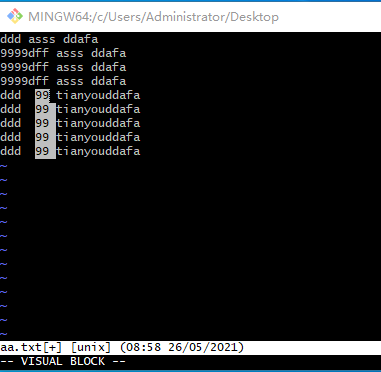 MINGW64:/c/Users/Administrator/Desktop
ddd asss ddafa
9999dff asss ddafa
9999dff asss ddafa
9999dff asss ddafa
ddd  99 tianyouddafa
ddd  99 tianyouddafa
ddd  99 tianyouddafa
ddd  99 tianyouddafa
ddd  99 tianyouddafa
~
~
~
~
~
~
~
~
~
~
~
~
~
aa.txt[+] [unix] (08:58 26/05/2021)
-- VISUAL BLOCK --